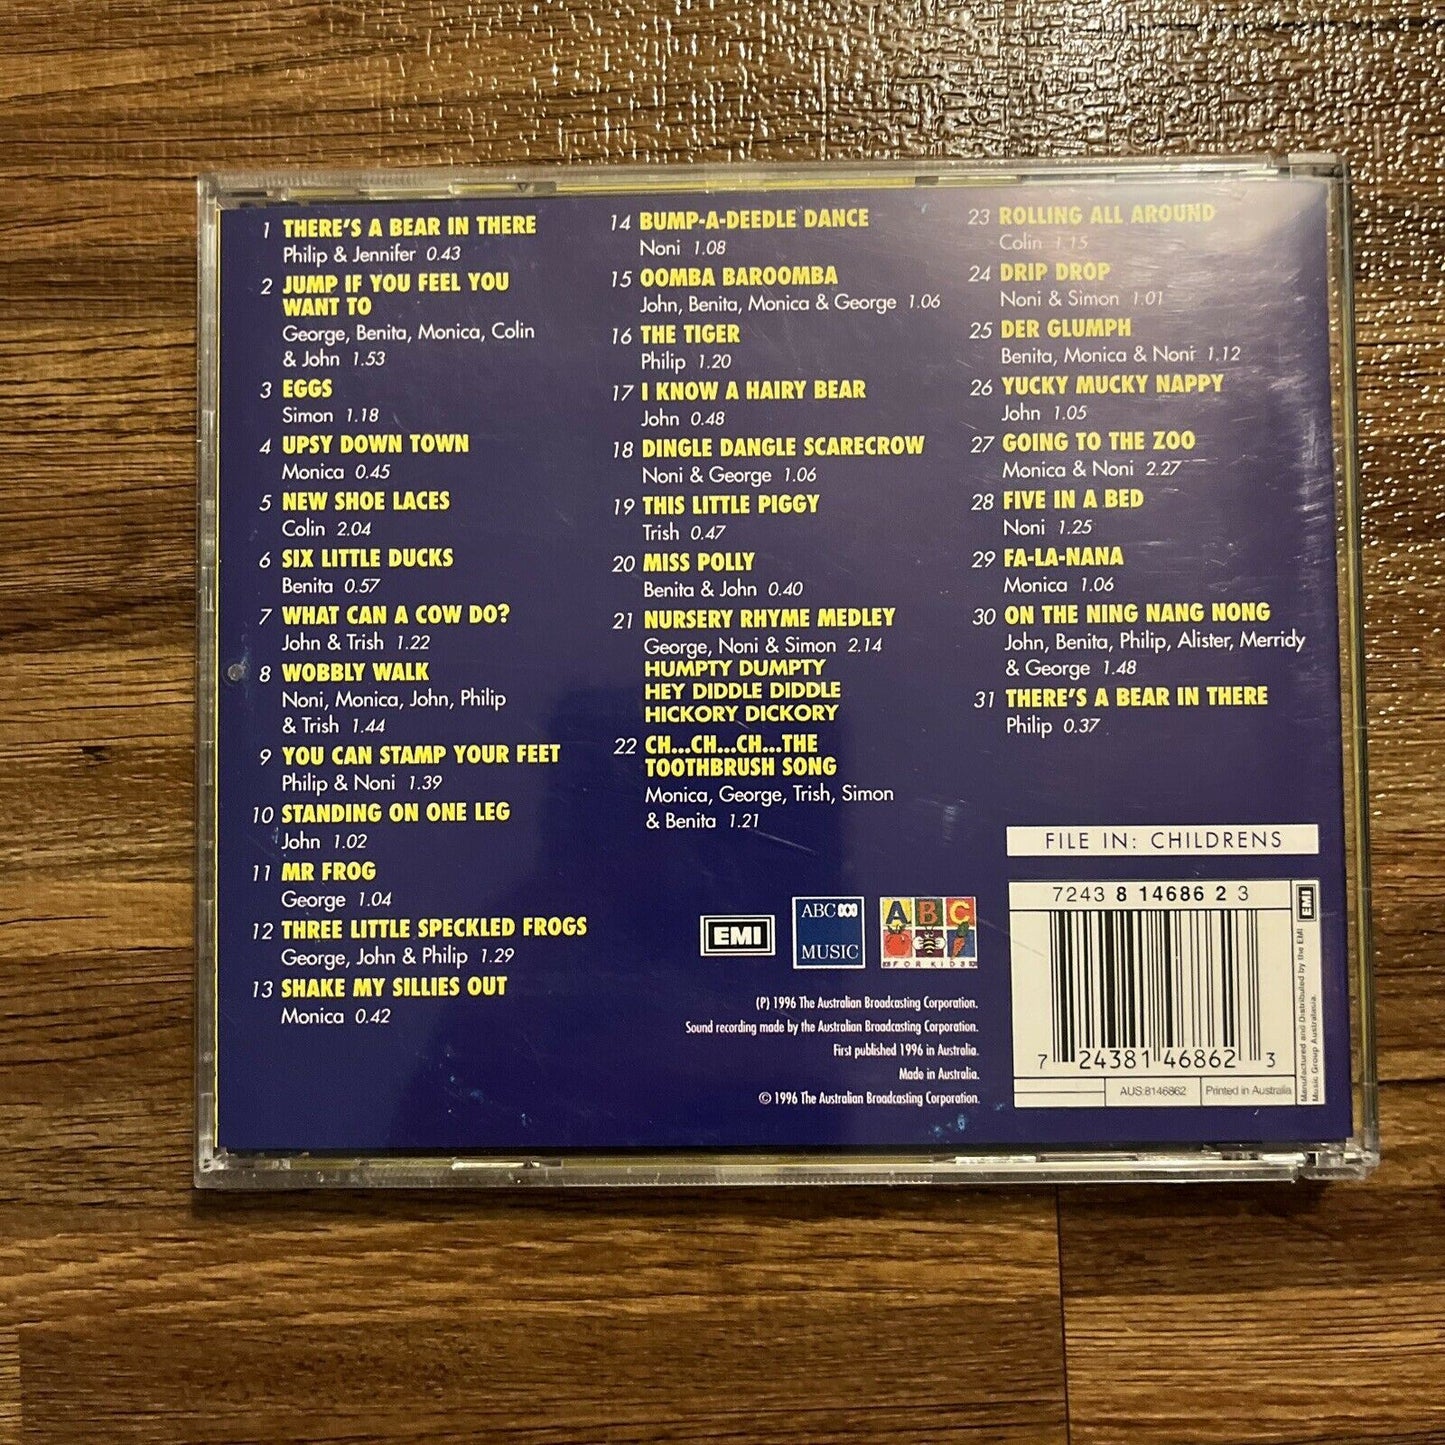 1 THERE'S A BEAR IN THERE
Philip & Jennifer 0.43
2 JUMP IF YOU FEEL YOU
WANT TO
George, Benita, Monica, Colin
& John 1.53
3 EGGS
Simon 1.18
4 UPSY DOWN TOWN
Monica 0.45
5 NEW SHOE LACES
Colin 2.04
6 SIX LITTLE DUCKS
Benita 0.57
7 WHAT CAN A COW DO?
John & Trish 1.22
8 WOBBLY WALK
Noni, Monica, John, Philip
& Trish 1.44
9 YOU CAN STAMP YOUR FEET
Philip & Noni 1.39
10 STANDING ON ONE LEG
John 1.02
11 MR FROG
George 1.04
12 THREE LITTLE SPECKLED FROGS
George, John & Philip 1.29
13 SHAKE MY SILLIES OUT
Monica 0.42
14 BUMP-A-DEEDLE DANCE
Noni 1.08
15 OOMBA BAROOMBA
John, Benita, Monica & George 1.06
16 THE TIGER
Philip 1.20
17 I KNOW A HAIRY BEAR
John 0.48
18 DINGLE DANGLE SCARECROW
Noni & George 1.06
19 THIS LITTLE PIGGY
Trish 0.47
20 MISS POLLY
Benita & John 0.40
21 NURSERY RHYME MEDLEY
George, Noni & Simon 2.14
HUMPTY DUMPTY
HEY DIDDLE DIDDLE
HICKORY DICKORY
22 CH...CH...CH...THE
TOOTHBRUSH SONG
Monica, George, Trish, Simon
& Benita 1.21
23 ROLLING ALL AROUND
Colin 1.15
24 DRIP DROP
Noni & Simon 1.01
25 DER GLUMPH
Benita, Monica & Noni 1.12
26 YUCKY MUCKY NAPPY
John 1.05
27 GOING TO THE ZOO
Monica & Noni 2.27
28 FIVE IN A BED
Noni 1.25
29 FA-LA-NANA
Monica 1.06
30 ON THE NING NANG NONG
John, Benita, Philip, Alister, Merridy
& George 1.48
31 THERE'S A BEAR IN THERE
Philip 0.37
FILE IN: CHILDRENS
EMI
ABC
MUSIC
ABC
FOR KIDS
(P) 1996 The Australian Broadcasting Corporation.
Sound recording made by the Australian Broadcasting Corporation.
First published 1996 in Australia.
Made in Australia.
© 1996 The Australian Broadcasting Corporation.
7243 8 14686 2 3
7 24381 46862 3
AUS:8146862
Printed in Australia
EMI
Manufactured and Distributed by the EMI
Music Group Australasia.